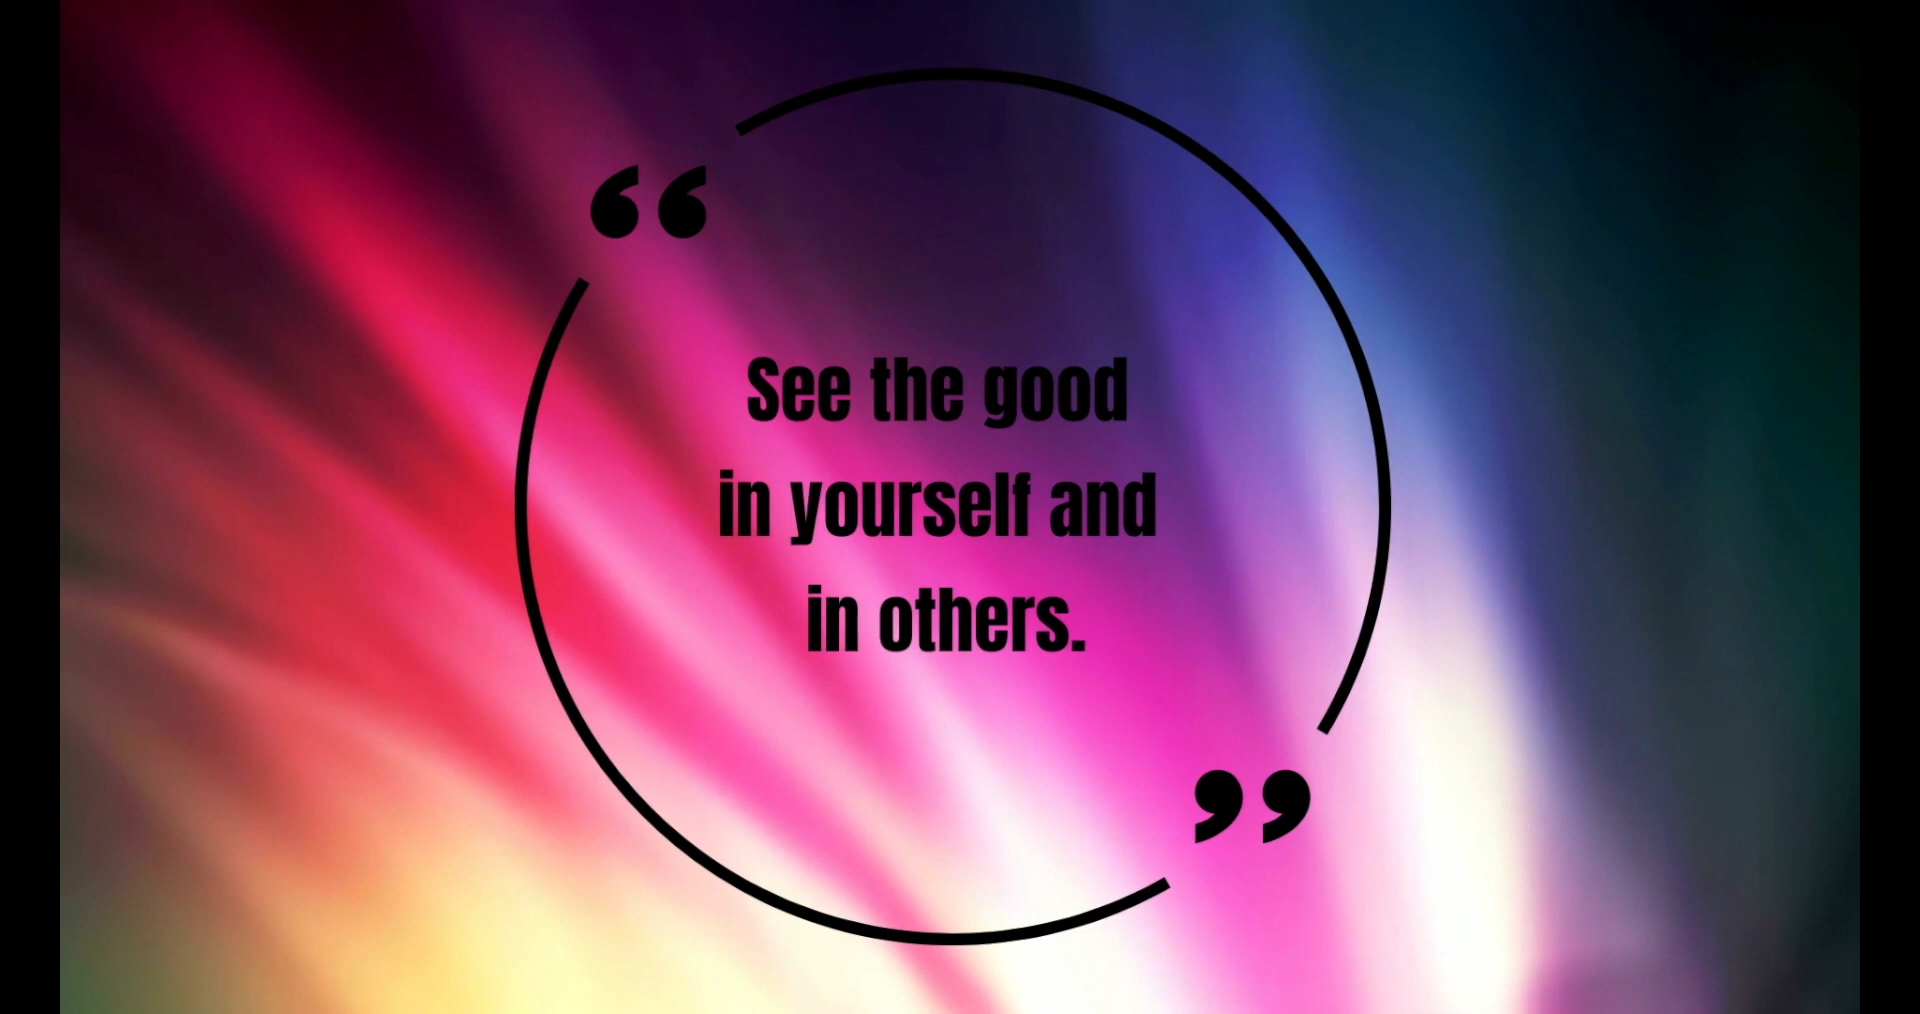 “
See the good
in yourself and
in others.
”